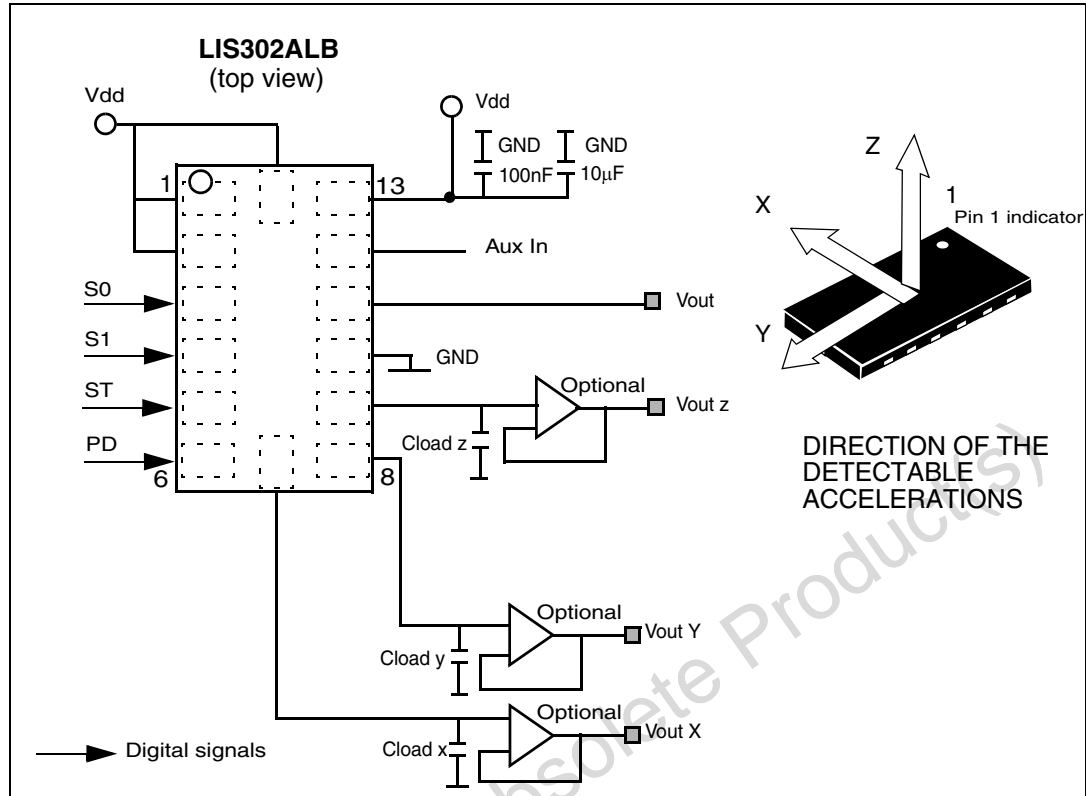 LIS302ALB
(top view)
Vdd
Vdd
GND
GND
100nF
10µF
1
13
Aux In
S0
Vout
S1
GND
ST
Optional
Vout z
Cload z
PD
6
8
Z
X
1
Pin 1 indicator
Y
DIRECTION OF THE
DETECTABLE
ACCELERATIONS
Optional
Vout Y
Cload y
Optional
Vout X
Cload x
Digital signals
bsolete Product(s)